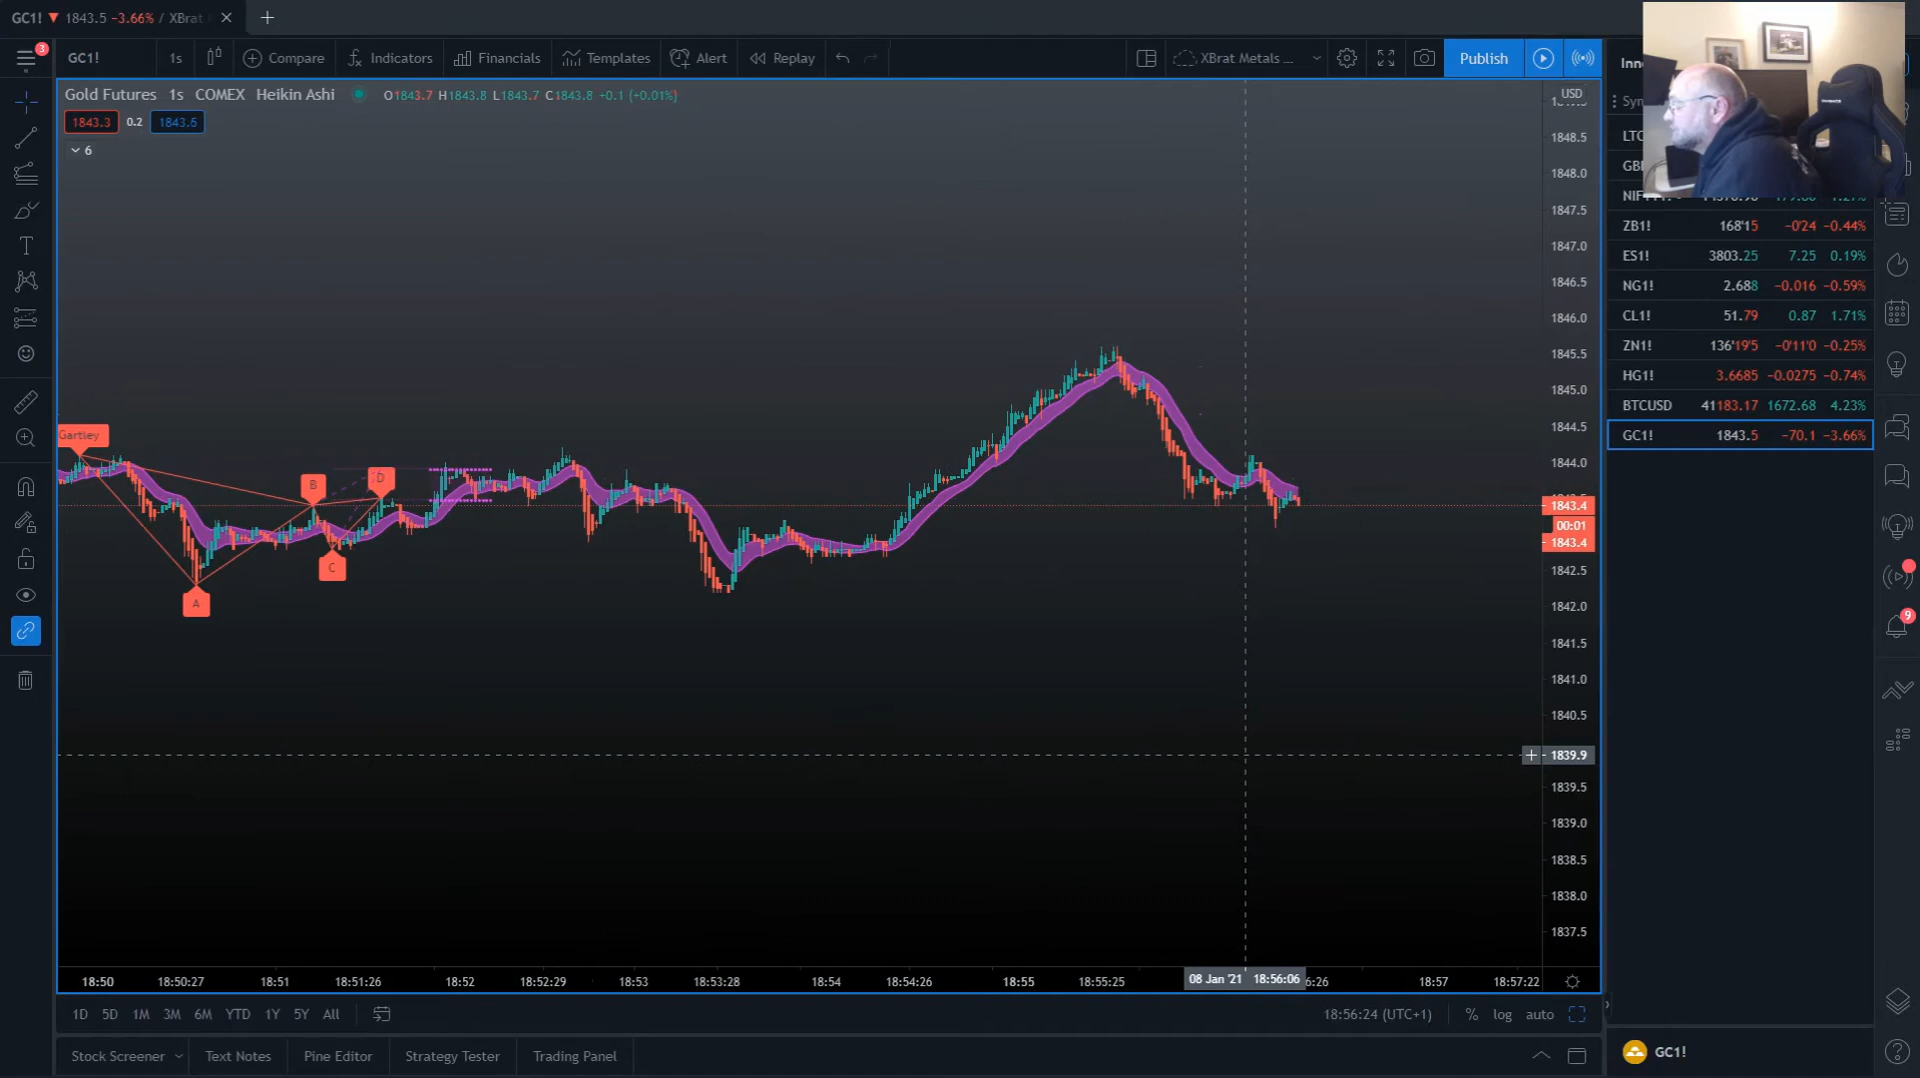 GC1! ▼ 1843.5 −3.66% / XBrat
3
GC1! 1s Compare Indicators Financials Templates Alert Replay XBrat Metals ... Publish
Gold Futures 1s COMEX Heikin Ashi O1843.7 H1843.8 L1843.7 C1843.8 +0.1 (+0.01%)
1843.3 0.2 1843.5
6
USD
1848.5
1848.0
1847.5
1847.0
1846.5
1846.0
1845.5
1845.0
1844.5
1844.0
1843.4
00:01
1843.4
1842.5
1842.0
1841.5
1841.0
1840.5
1839.9
1839.5
1839.0
1838.5
1838.0
1837.5
Gartley
B
D
C
A
18:50 18:50:27 18:51 18:51:26 18:52 18:52:29 18:53 18:53:28 18:54 18:54:26 18:55 18:55:25 08 Jan '21 18:56:06 6:26 18:57 18:57:22
1D 5D 1M 3M 6M YTD 1Y 5Y All 18:56:24 (UTC+1) % log auto
Stock Screener Text Notes Pine Editor Strategy Tester Trading Panel
ZB1! 168'15 −0'24 −0.44%
ES1! 3803.25 7.25 0.19%
NG1! 2.688 −0.016 −0.59%
CL1! 51.79 0.87 1.71%
ZN1! 136'19'5 −0'11'0 −0.25%
HG1! 3.6685 −0.0275 −0.74%
BTCUSD 41183.17 1672.68 4.23%
GC1! 1843.5 −70.1 −3.66%
9
GC1!